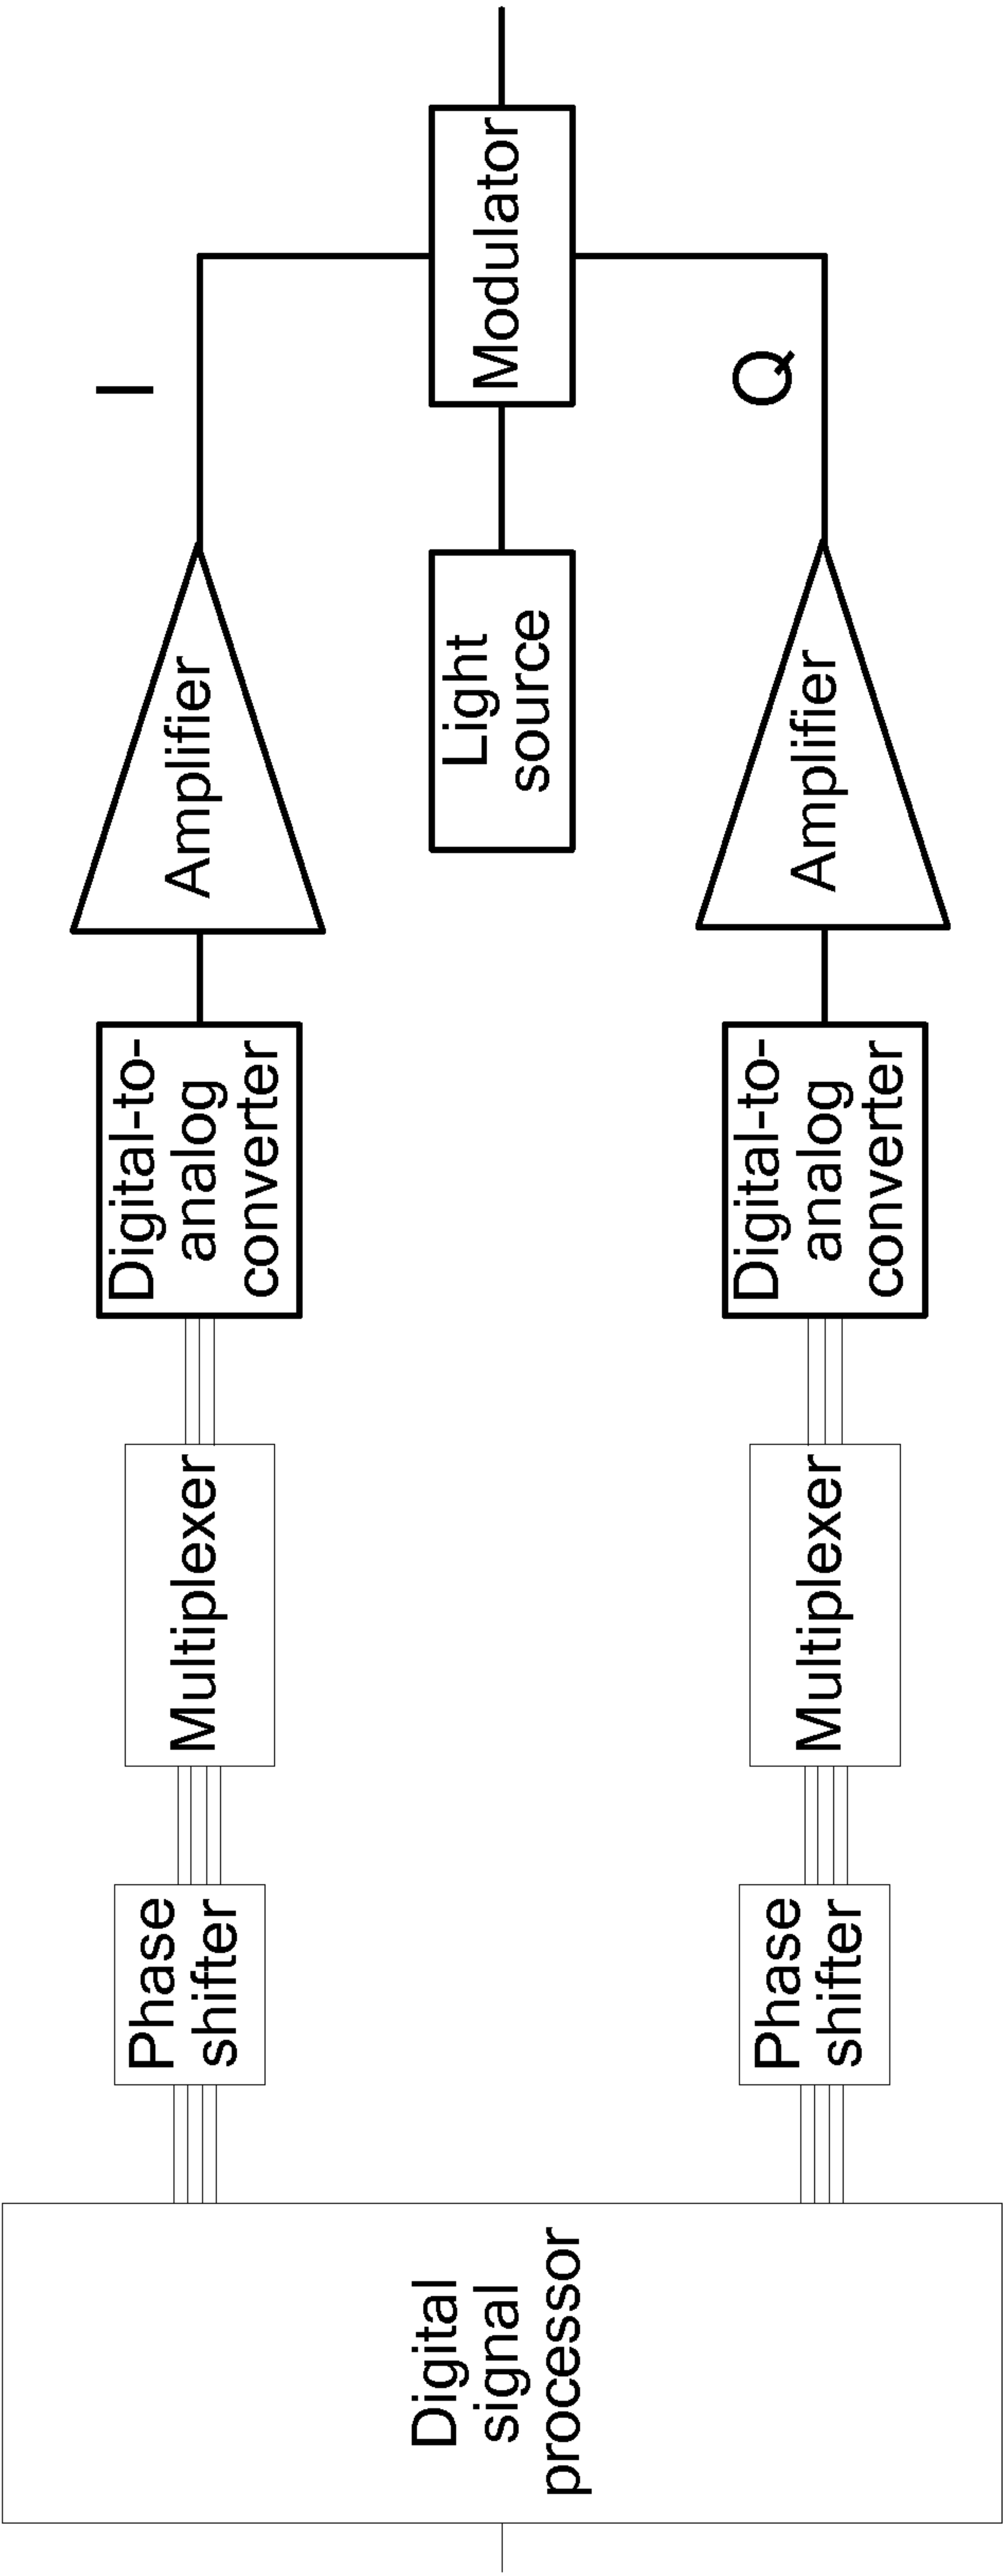 Digital
signal
processor
Phase
shifter
Multiplexer
Digital-to-
analog
converter
Amplifier
I
Light
source
Modulator
Phase
shifter
Multiplexer
Digital-to-
analog
converter
Amplifier
Q